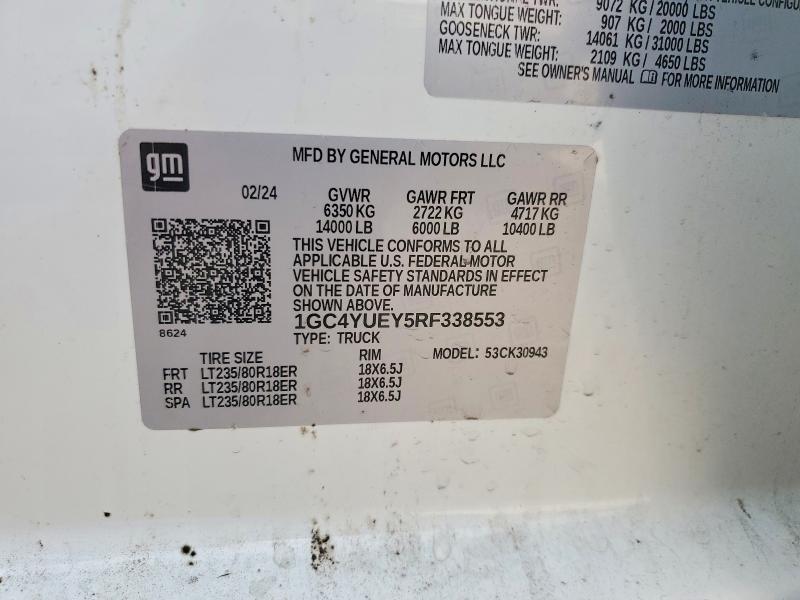 9072 KG/20000 LBS
MAX TONGUE WEIGHT: 907 KG/ 2000 LBS
GOOSENECK TWR: 14061 KG/31000 LBS
MAX TONGUE WEIGHT: 2109 KG/ 4650 LBS
SEE OWNER'S MANUAL FOR MORE INFORMATION
gm
MFD BY GENERAL MOTORS LLC
02/24 GVWR GAWR FRT GAWR RR
6350 KG 2722 KG 4717 KG
14000 LB 6000 LB 10400 LB
THIS VEHICLE CONFORMS TO ALL
APPLICABLE U.S. FEDERAL MOTOR
VEHICLE SAFETY STANDARDS IN EFFECT
ON THE DATE OF MANUFACTURE
SHOWN ABOVE.
8624
1GC4YUEY5RF338553
TYPE: TRUCK MODEL: 53CK30943
TIRE SIZE RIM
FRT LT235/80R18ER 18X6.5J
RR LT235/80R18ER 18X6.5J
SPA LT235/80R18ER 18X6.5J